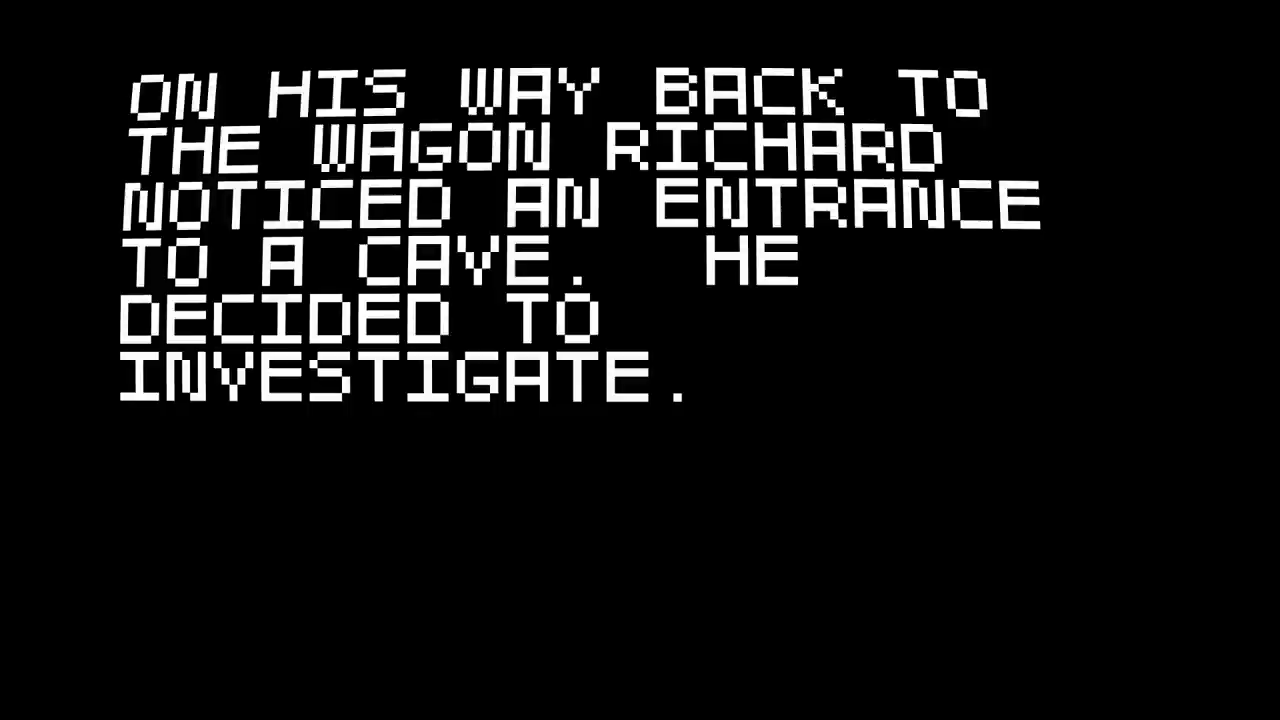 ON HIS WAY BACK TO
THE WAGON RICHARD
NOTICED AN ENTRANCE
TO A CAVE.  HE
DECIDED TO
INVESTIGATE.